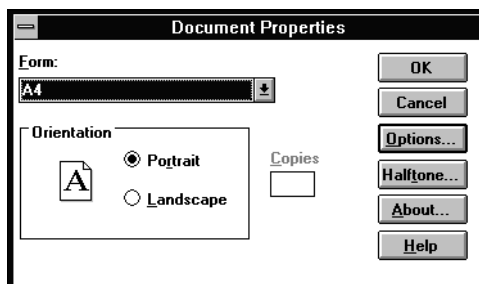 Document Properties
Form:
A4
OK
Cancel
Orientation
A
Portrait
Landscape
Copies
Options...
Halftone...
About...
Help